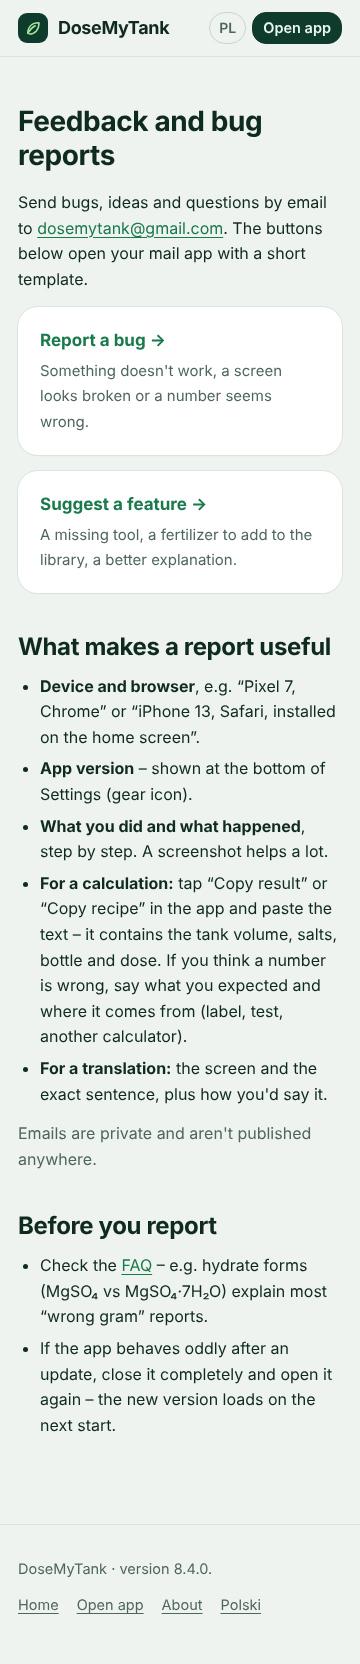 DoseMyTank
PL
Open app
Feedback and bug
reports
Send bugs, ideas and questions by email
to dosemytank@gmail.com. The buttons
below open your mail app with a short
template.
Report a bug →
Something doesn't work, a screen
looks broken or a number seems
wrong.
Suggest a feature →
A missing tool, a fertilizer to add to the
library, a better explanation.
What makes a report useful
• Device and browser, e.g. “Pixel 7,
Chrome” or “iPhone 13, Safari, installed
on the home screen”.
• App version – shown at the bottom of
Settings (gear icon).
• What you did and what happened,
step by step. A screenshot helps a lot.
• For a calculation: tap “Copy result” or
“Copy recipe” in the app and paste the
text – it contains the tank volume, salts,
bottle and dose. If you think a number
is wrong, say what you expected and
where it comes from (label, test,
another calculator).
• For a translation: the screen and the
exact sentence, plus how you'd say it.
Emails are private and aren't published
anywhere.
Before you report
• Check the FAQ – e.g. hydrate forms
(MgSO₄ vs MgSO₄·7H₂O) explain most
“wrong gram” reports.
• If the app behaves oddly after an
update, close it completely and open it
again – the new version loads on the
next start.
DoseMyTank · version 8.4.0.
Home Open app About Polski